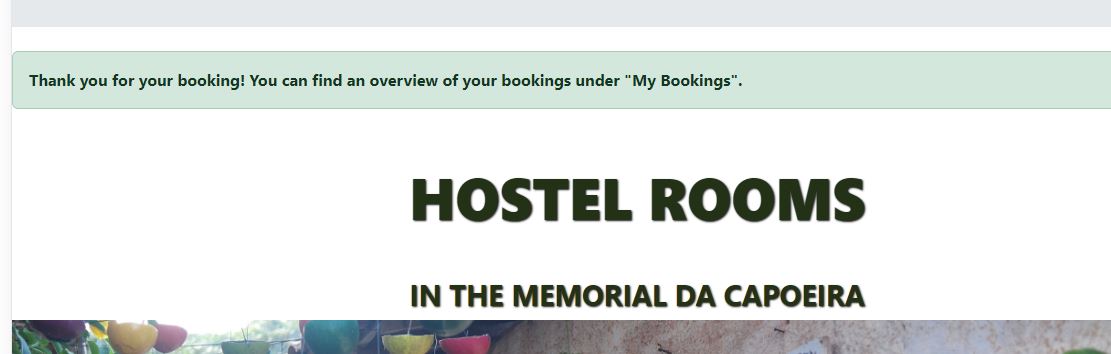 Thank you for your booking! You can find an overview of your bookings under "My Bookings".
HOSTEL ROOMS
IN THE MEMORIAL DA CAPOEIRA